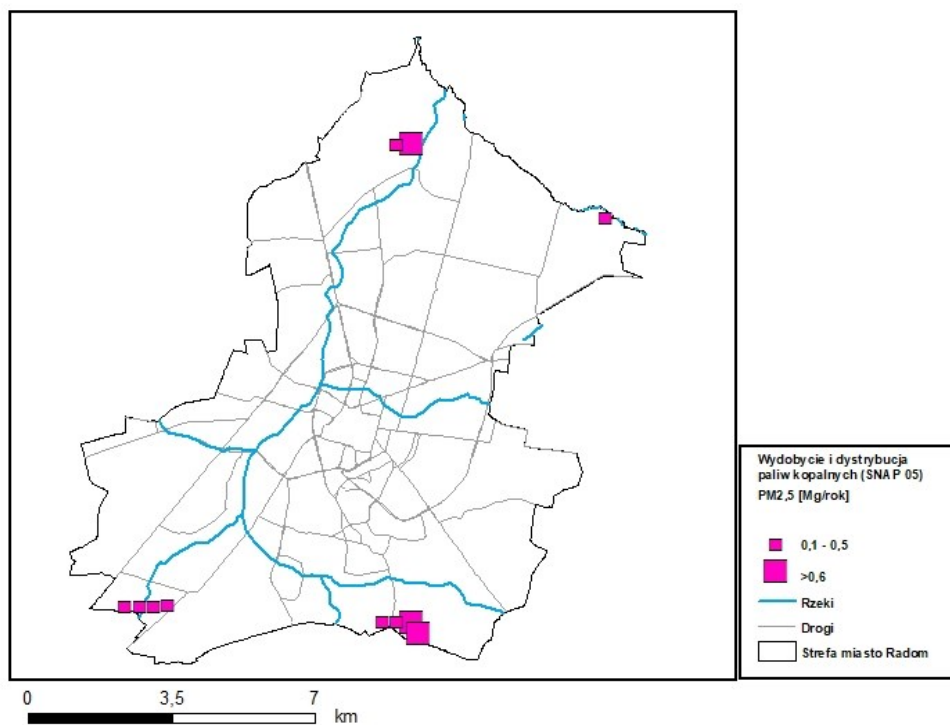 Wydobycie i dystrybucja
paliw kopalnych (SNAP 05)
PM2,5 [Mg/rok]
0,1 - 0,5
>0,6
Rzeki
Drogi
Strefa miasto Radom
0 3,5 7
km